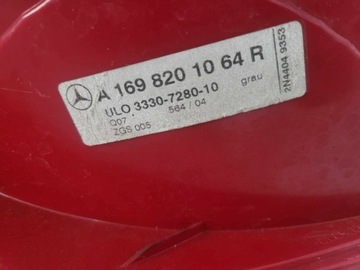 A 169 820 10 64 R
ULO 3330-7280-10 grau
Q07 564 / 04
ZGS 005
2N4404 9353